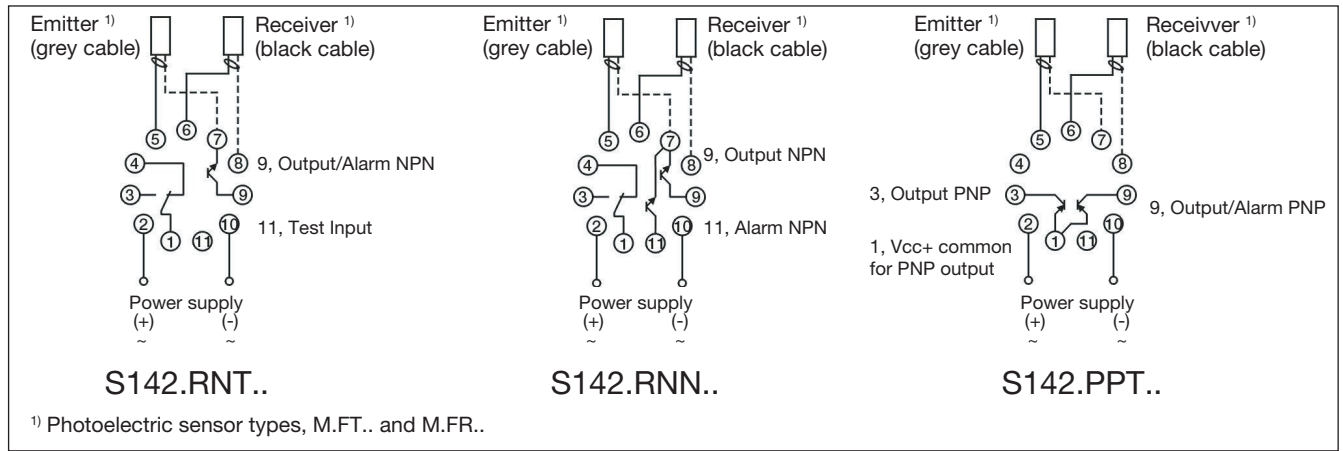 Emitter 1)
(grey cable)
Receiver 1)
(black cable)
5
6
7
4
8
9, Output/Alarm NPN
3
9
2
10
11, Test Input
1
11
Power supply
(+)
(-)
~
~
S142.RNT..
Emitter 1)
(grey cable)
Receiver 1)
(black cable)
5
6
7
4
8
9, Output NPN
3
9
2
10
11, Alarm NPN
1
11
Power supply
(+)
(-)
~
~
S142.RNN..
Emitter 1)
(grey cable)
Receivver 1)
(black cable)
5
6
7
4
8
3, Output PNP
3
9
9, Output/Alarm PNP
2
10
1
11
1, Vcc+ common
for PNP output
Power supply
(+)
(-)
~
~
S142.PPT..
1) Photoelectric sensor types, M.FT.. and M.FR..